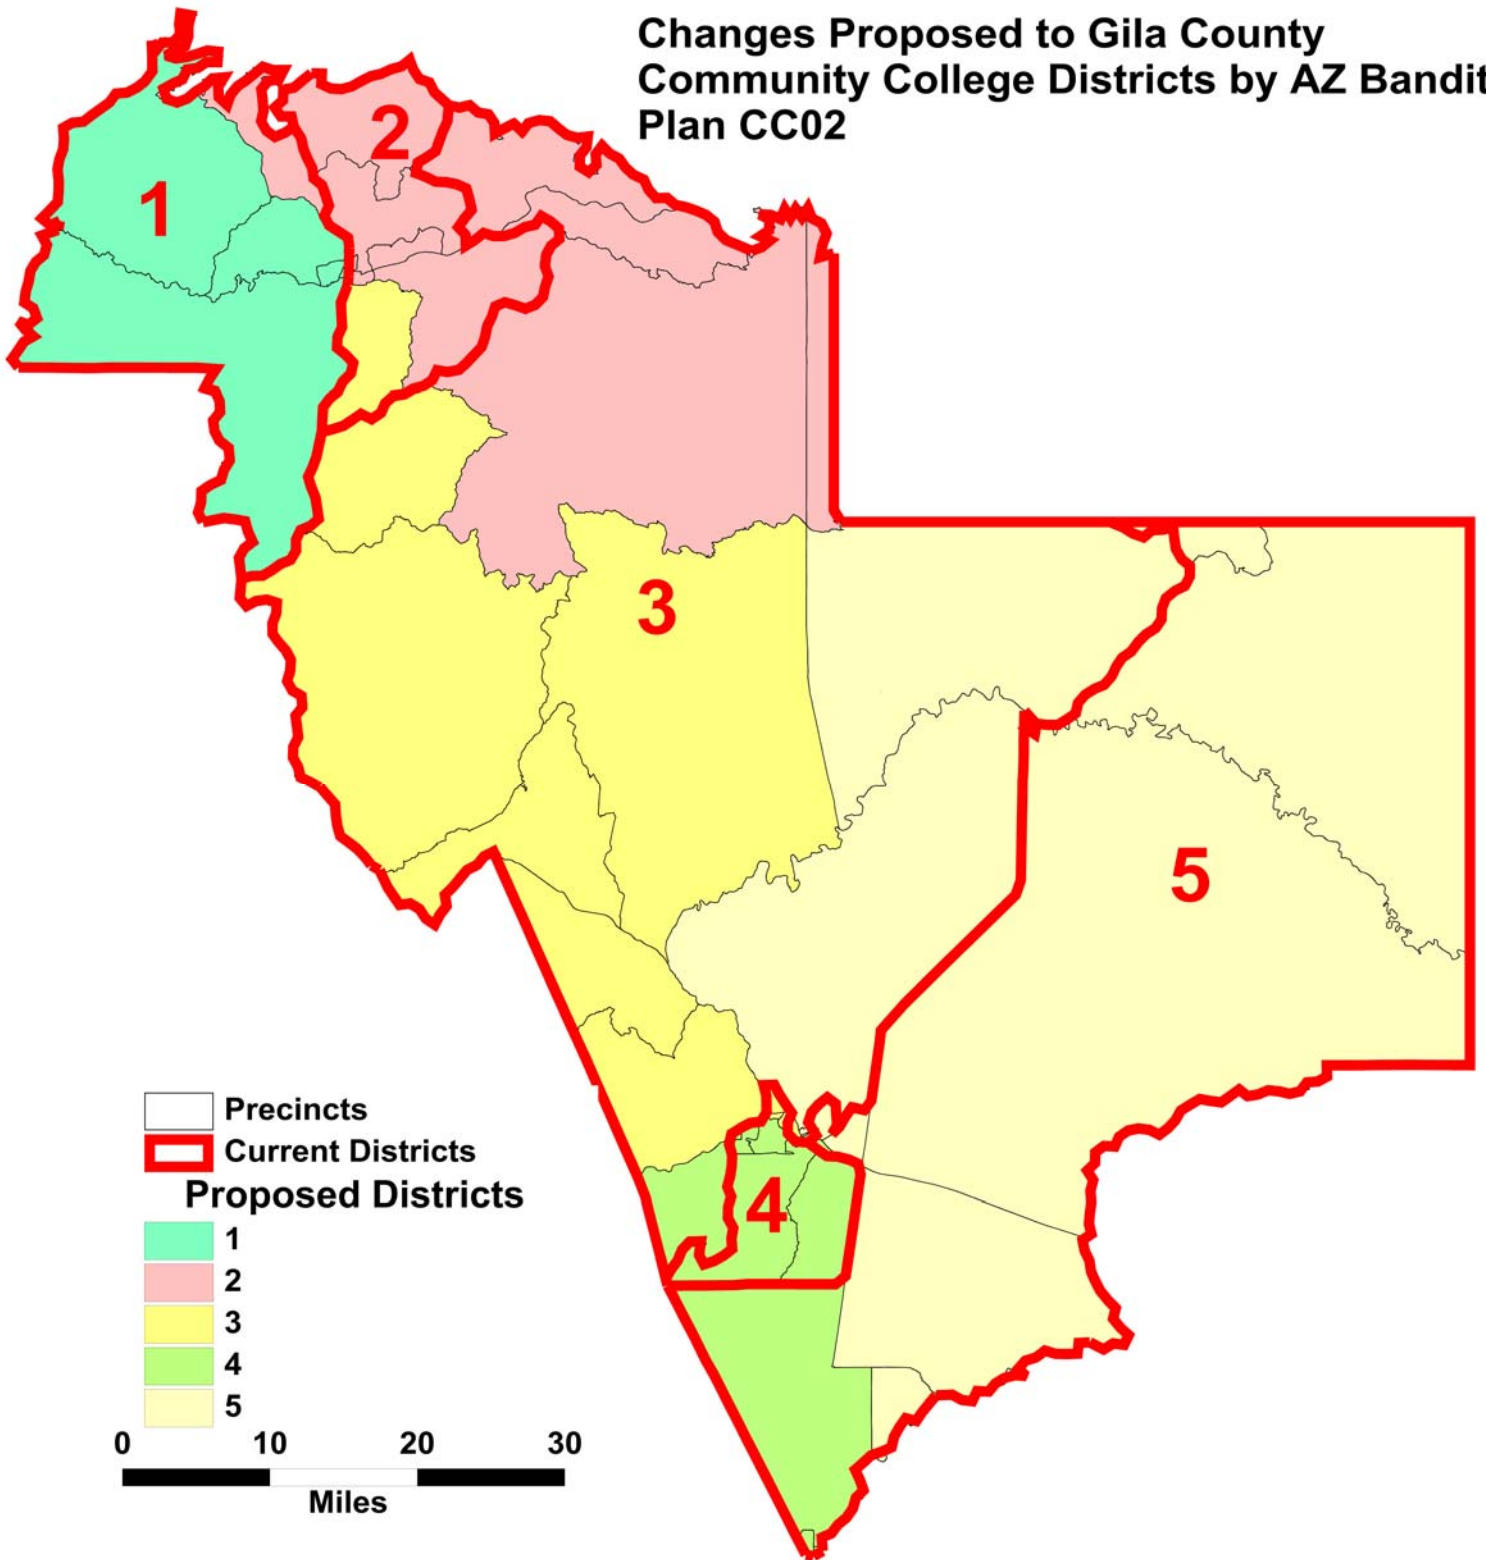 Changes Proposed to Gila County
Community College Districts by AZ Bandit
Plan CC02
2
1
3
5
4
Precincts
Current Districts
Proposed Districts
1
2
3
4
5
0 10 20 30
Miles